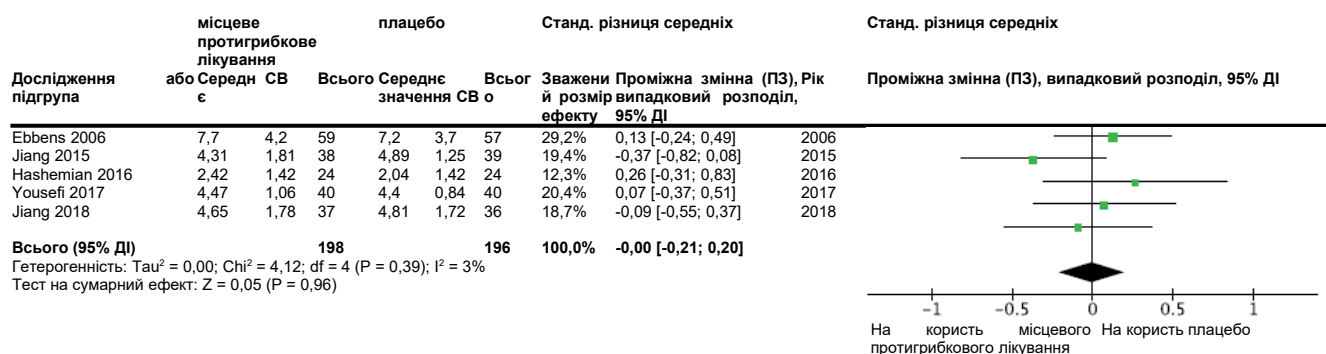 місцеве плацебо Станд. різниця середніх Станд. різниця середніх
протигрибкове
лікування
Дослідження або Середн СВ Всього Середнє Всьог Зважени Проміжна змінна (ПЗ), Рік Проміжна змінна (ПЗ), випадковий розподіл, 95% ДІ
підгрупа є значення СВ о й розмір випадковий розподіл,
ефекту 95% ДІ
Ebbens 2006 7,7 4,2 59 7,2 3,7 57 29,2% 0,13 [-0,24; 0,49] 2006
Jiang 2015 4,31 1,81 38 4,89 1,25 39 19,4% -0,37 [-0,82; 0,08] 2015
Hashemian 2016 2,42 1,42 24 2,04 1,42 24 12,3% 0,26 [-0,31; 0,83] 2016
Yousefi 2017 4,47 1,06 40 4,4 0,84 40 20,4% 0,07 [-0,37; 0,51] 2017
Jiang 2018 4,65 1,78 37 4,81 1,72 36 18,7% -0,09 [-0,55; 0,37] 2018
Всього (95% ДІ) 198 196 100,0% -0,00 [-0,21; 0,20]
Гетерогенність: Tau² = 0,00; Chi² = 4,12; df = 4 (P = 0,39); I² = 3%
Тест на сумарний ефект: Z = 0,05 (P = 0,96)
-1 -0.5 0 0.5 1
На користь місцевого На користь плацебо
протигрибкового лікування